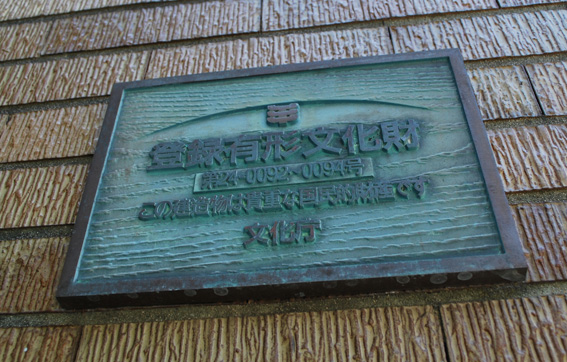 登録有形文化財
第24-0092~0094号
この建造物は貴重な国民的財産です
文化庁